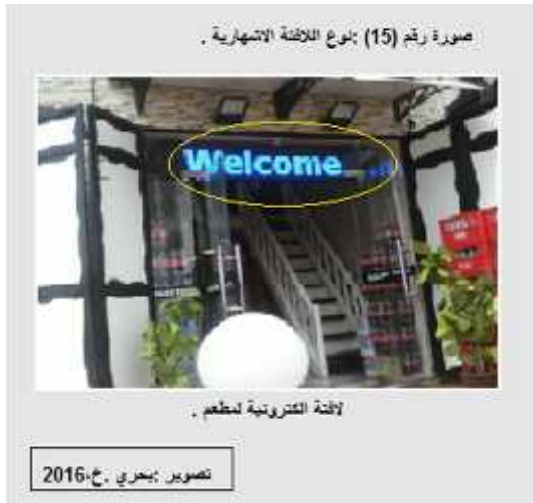 صورة رقم (15) :نوع اللافتة الاشهارية .
Welcome
لافتة الكترونية لمطعم .
تصوير :بحري .خ،2016